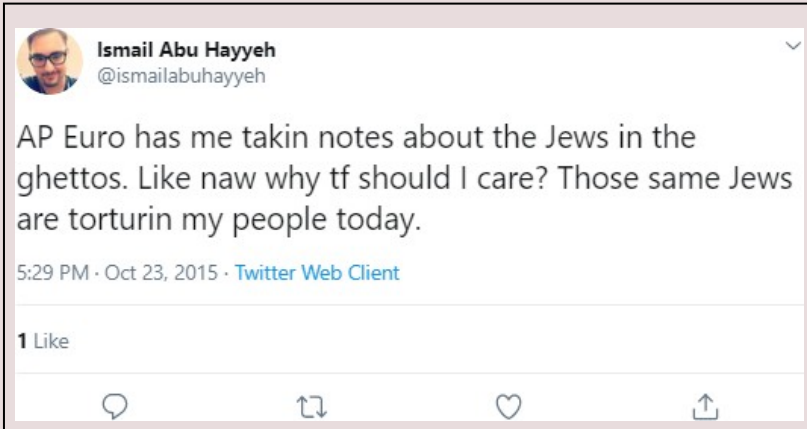 Ismail Abu Hayyeh
@ismailabuhayyeh
AP Euro has me takin notes about the Jews in the
ghettos. Like naw why tf should I care? Those same Jews
are torturin my people today.
5:29 PM · Oct 23, 2015 · Twitter Web Client
1 Like